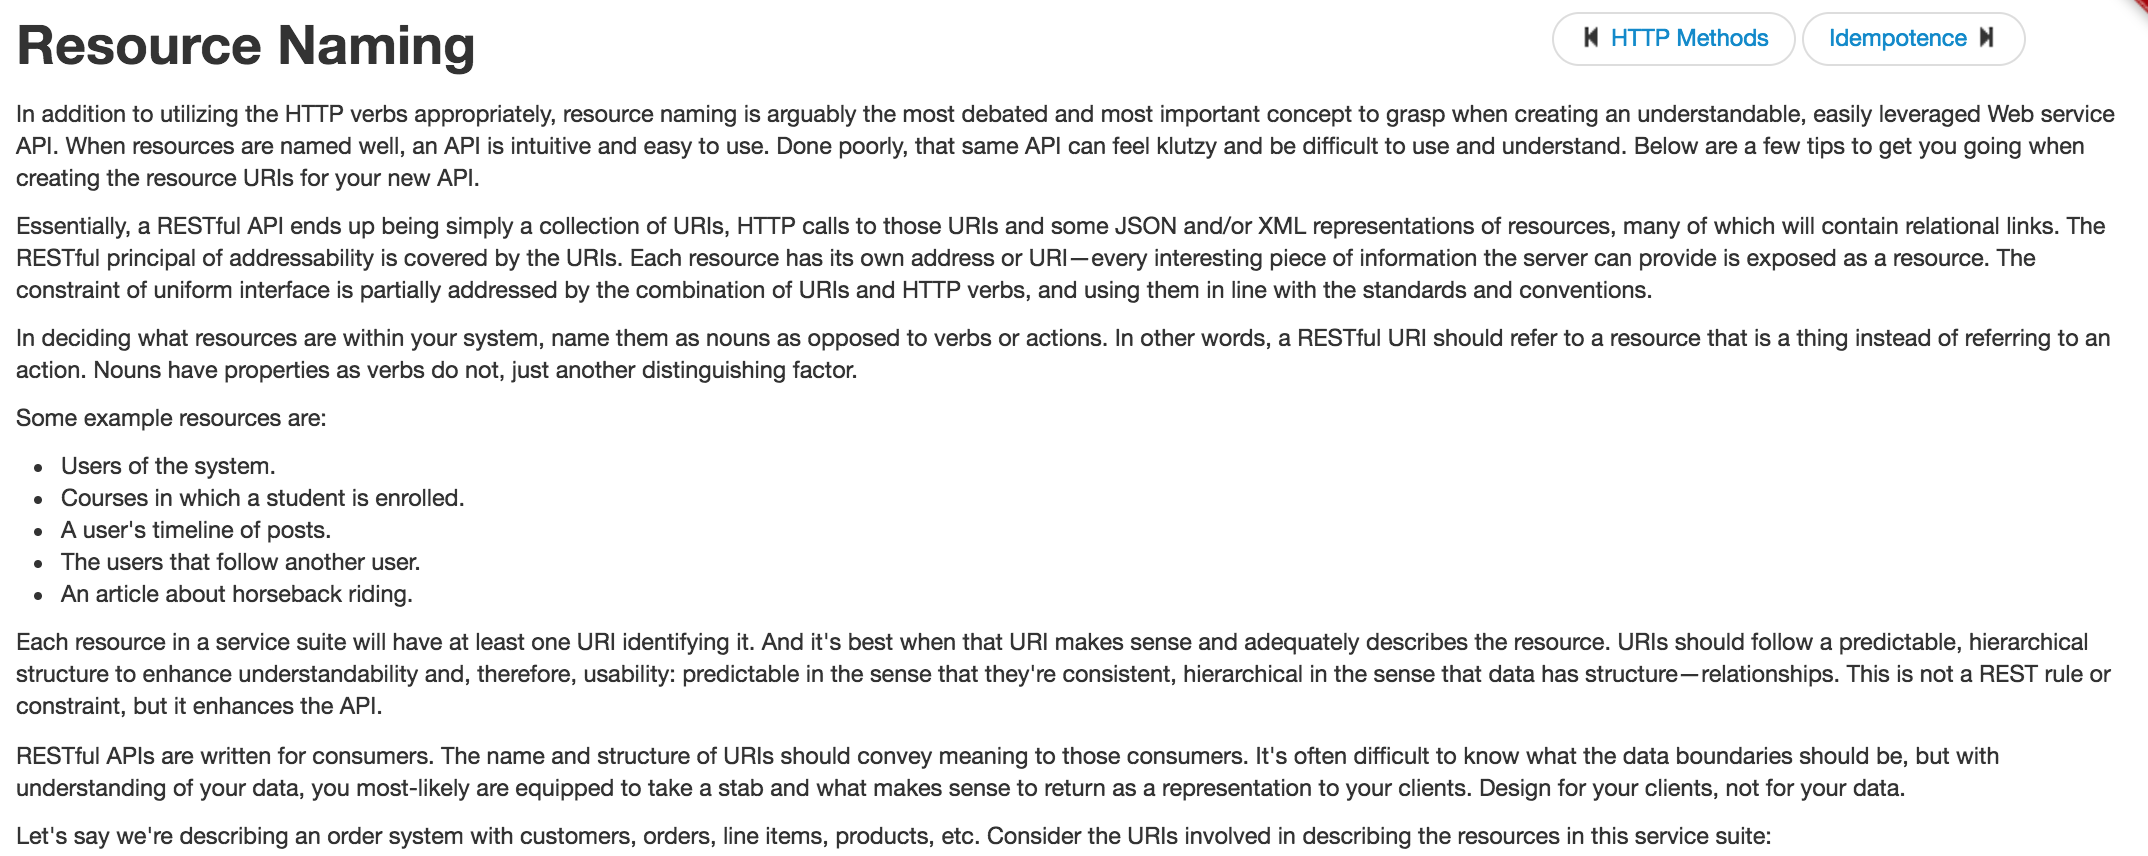 Resource Naming
HTTP Methods
Idempotence
In addition to utilizing the HTTP verbs appropriately, resource naming is arguably the most debated and most important concept to grasp when creating an understandable, easily leveraged Web service
API. When resources are named well, an API is intuitive and easy to use. Done poorly, that same API can feel klutzy and be difficult to use and understand. Below are a few tips to get you going when
creating the resource URIs for your new API.
Essentially, a RESTful API ends up being simply a collection of URIs, HTTP calls to those URIs and some JSON and/or XML representations of resources, many of which will contain relational links. The
RESTful principal of addressability is covered by the URIs. Each resource has its own address or URI—every interesting piece of information the server can provide is exposed as a resource. The
constraint of uniform interface is partially addressed by the combination of URIs and HTTP verbs, and using them in line with the standards and conventions.
In deciding what resources are within your system, name them as nouns as opposed to verbs or actions. In other words, a RESTful URI should refer to a resource that is a thing instead of referring to an
action. Nouns have properties as verbs do not, just another distinguishing factor.
Some example resources are:
• Users of the system.
• Courses in which a student is enrolled.
• A user's timeline of posts.
• The users that follow another user.
• An article about horseback riding.
Each resource in a service suite will have at least one URI identifying it. And it's best when that URI makes sense and adequately describes the resource. URIs should follow a predictable, hierarchical
structure to enhance understandability and, therefore, usability: predictable in the sense that they're consistent, hierarchical in the sense that data has structure—relationships. This is not a REST rule or
constraint, but it enhances the API.
RESTful APIs are written for consumers. The name and structure of URIs should convey meaning to those consumers. It's often difficult to know what the data boundaries should be, but with
understanding of your data, you most-likely are equipped to take a stab and what makes sense to return as a representation to your clients. Design for your clients, not for your data.
Let's say we're describing an order system with customers, orders, line items, products, etc. Consider the URIs involved in describing the resources in this service suite: